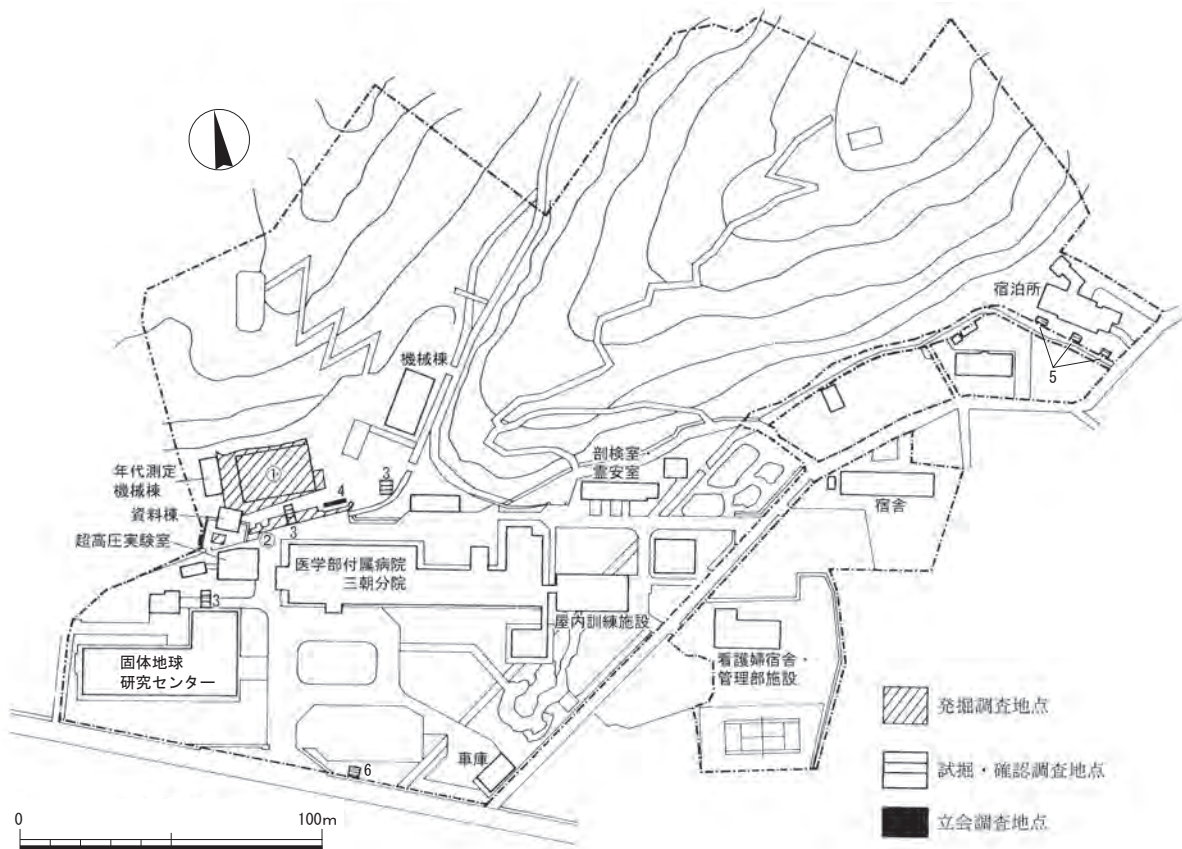 宿泊所
5
機械棟
年代測定
機械棟
①
3
4
剖検室・
霊安室
宿舎
資料棟
3
②
超高圧実験室
医学部付属病院
三朝分院
3
屋内訓練施設
固体地球
研究センター
看護婦宿舎・
管理部施設
発掘調査地点
試掘・確認調査地点
立会調査地点
車庫
6
0
100m